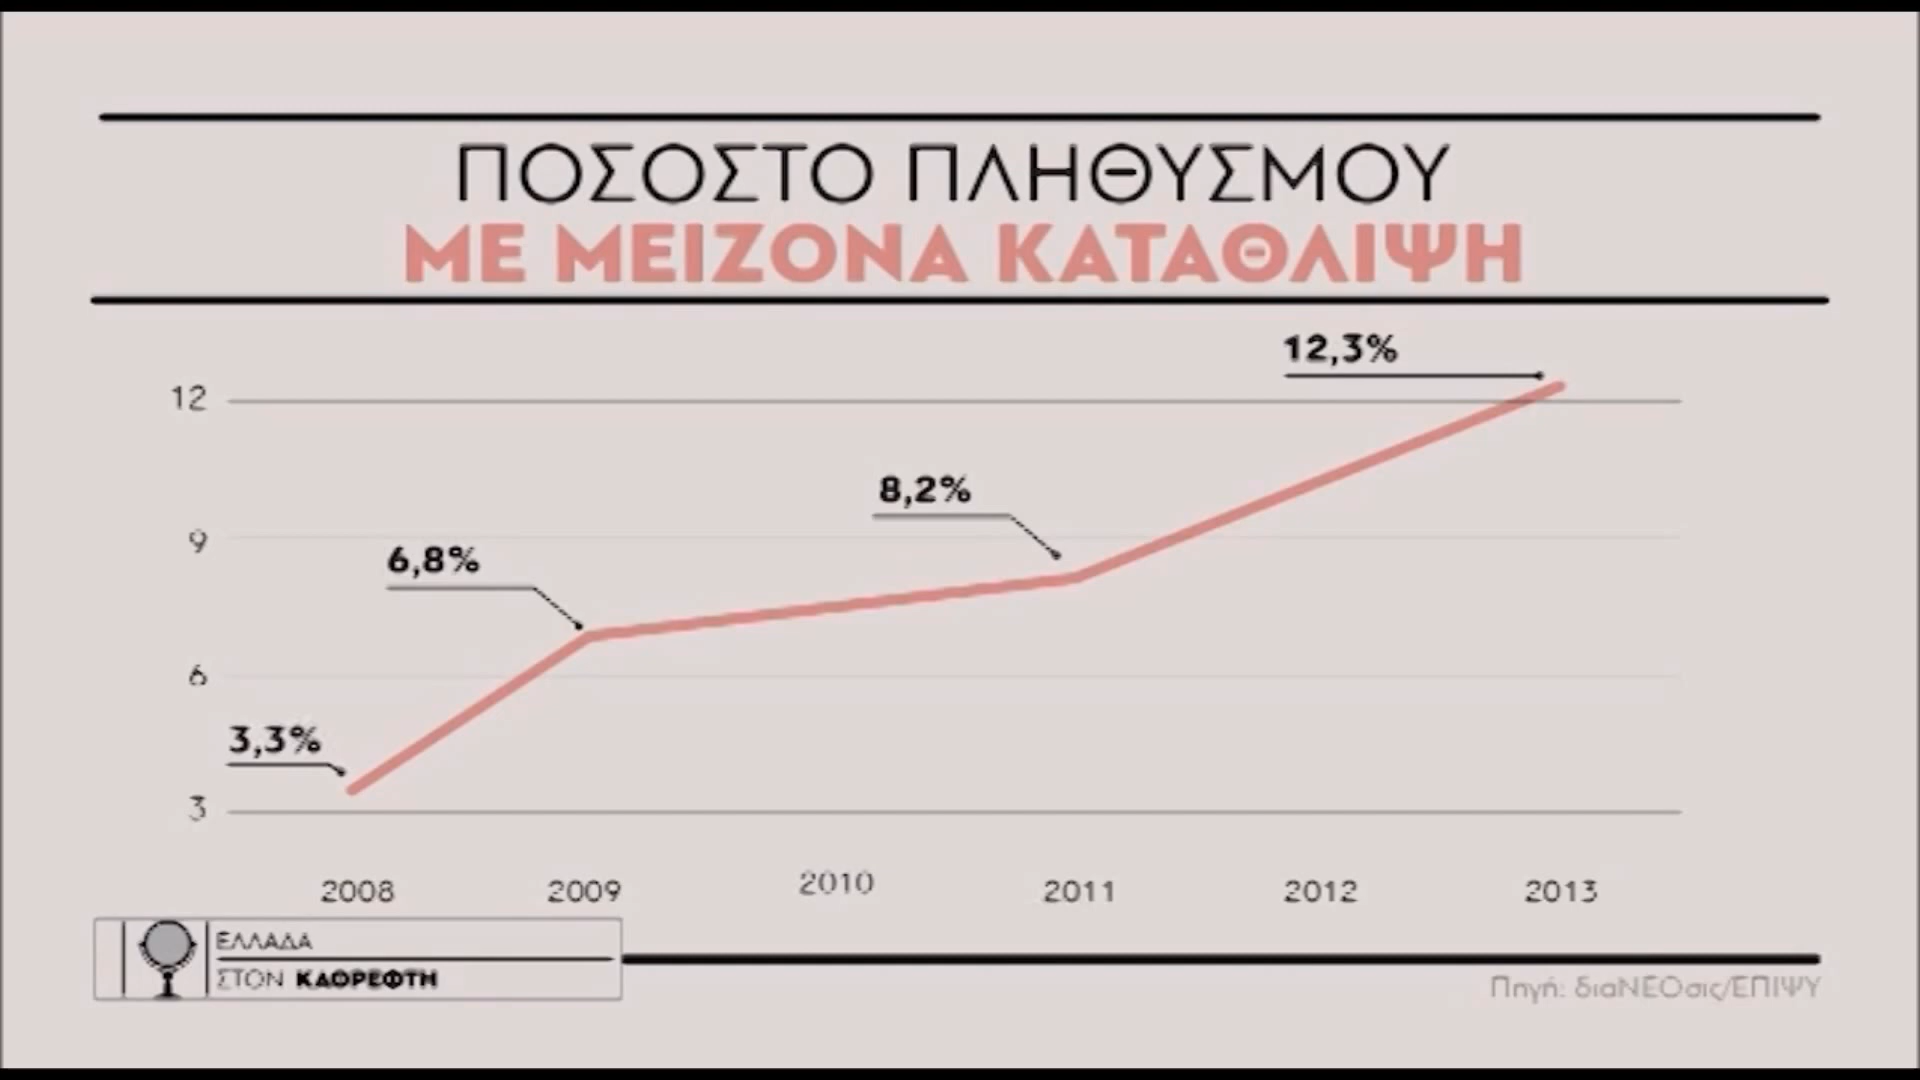 ΠΟΣΟΣΤΟ ΠΛΗΘΥΣΜΟΥ
ΜΕ ΜΕΙΖΟΝΑ ΚΑΤΑΘΛΙΨΗ
12,3%
12
8,2%
9
6,8%
6
3,3%
3
2008 2009 2010 2011 2012 2013
ΕΛΛΑΔΑ
ΣΤΟΝ ΚΑΘΡΕΦΤΗ
Πηγή: διαΝΕΟσις/ΕΠΙΨΥ